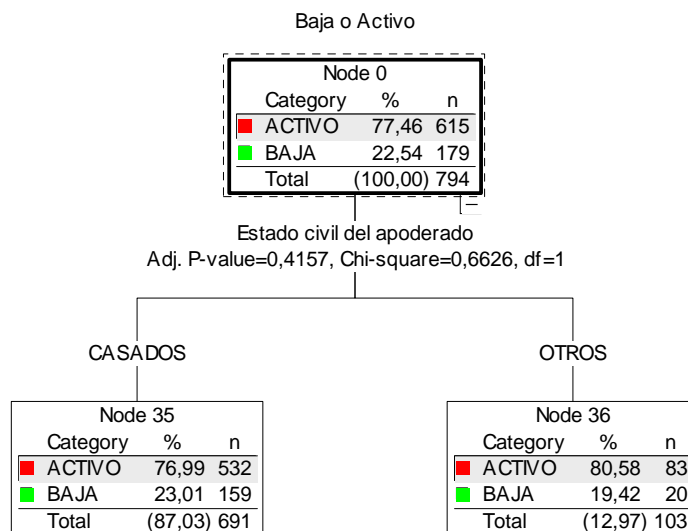 Baja o Activo
Node 0
Category % n
ACTIVO 77,46 615
BAJA 22,54 179
Total (100,00) 794
Estado civil del apoderado
Adj. P-value=0,4157, Chi-square=0,6626, df=1
CASADOS
OTROS
Node 35
Category % n
ACTIVO 76,99 532
BAJA 23,01 159
Total (87,03) 691
Node 36
Category % n
ACTIVO 80,58 83
BAJA 19,42 20
Total (12,97) 103